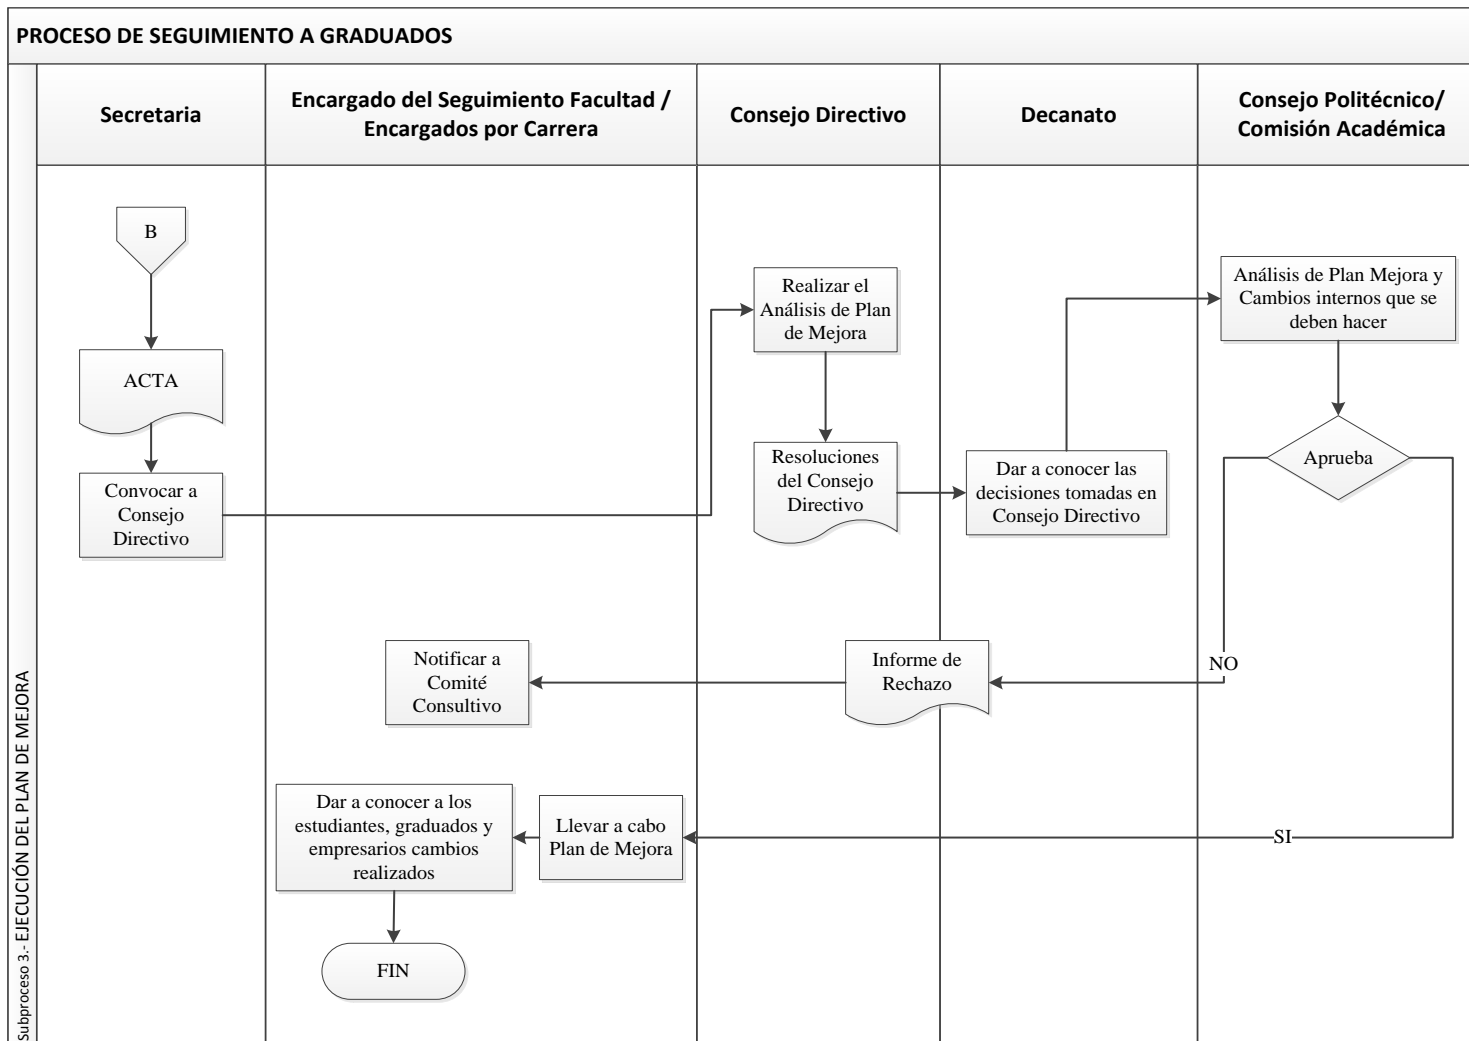 PROCESO DE SEGUIMIENTO A GRADUADOS
Secretaria
Encargado del Seguimiento Facultad /
Encargados por Carrera
Consejo Directivo
Decanato
Consejo Politécnico/
Comisión Académica
Subproceso 3.- EJECUCIÓN DEL PLAN DE MEJORA
B
ACTA
Convocar a
Consejo
Directivo
Realizar el
Análisis de Plan
de Mejora
Resoluciones
del Consejo
Directivo
Dar a conocer las
decisiones tomadas en
Consejo Directivo
Análisis de Plan Mejora y
Cambios internos que se
deben hacer
Aprueba
NO
Informe de
Rechazo
Notificar a
Comité
Consultivo
SI
Llevar a cabo
Plan de Mejora
Dar a conocer a los
estudiantes, graduados y
empresarios cambios
realizados
FIN